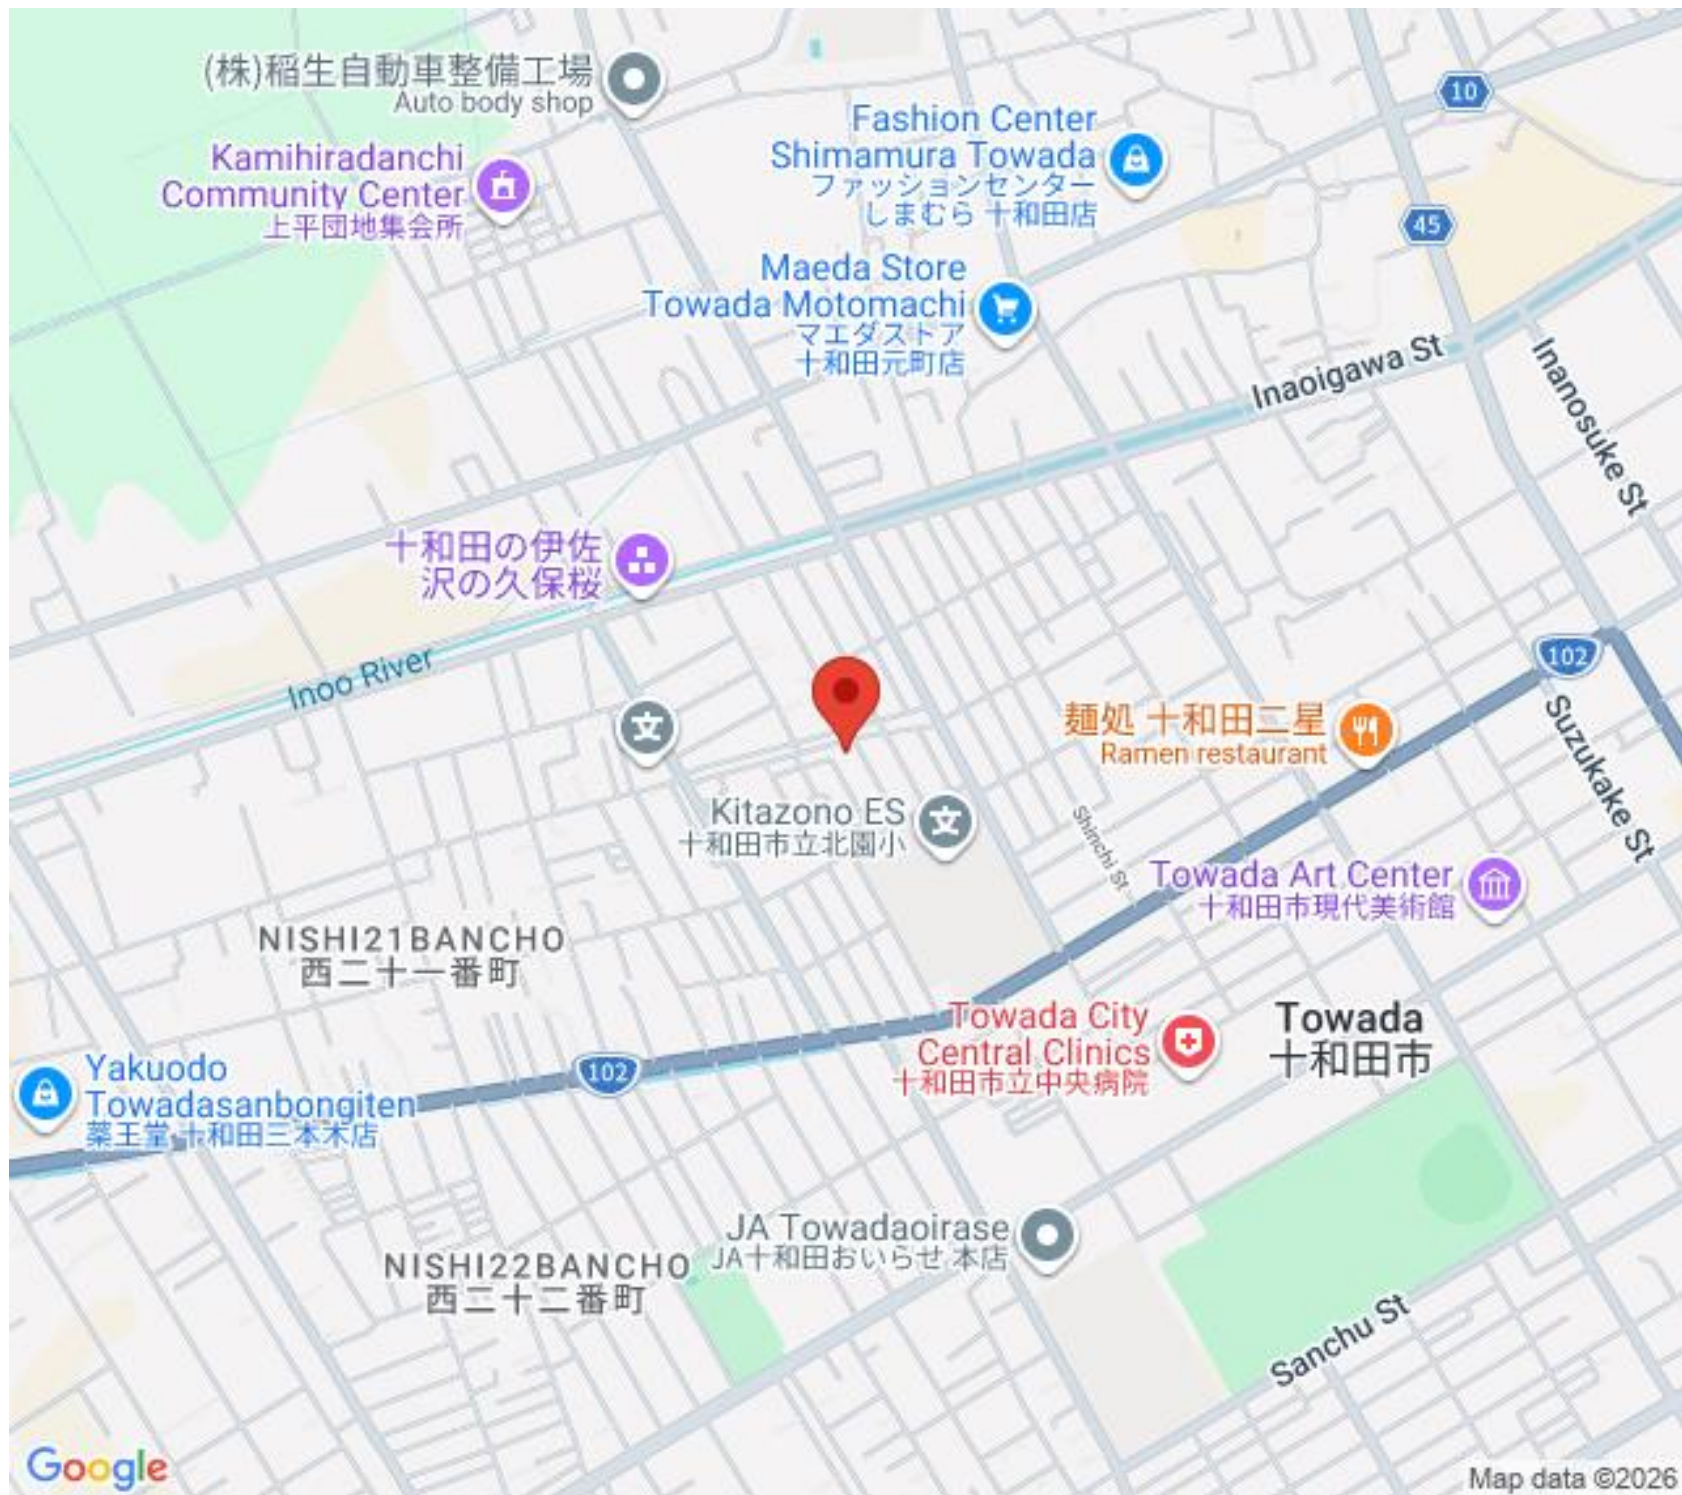 (株)稲生自動車整備工場
Auto body shop
10
Fashion Center
Shimamura Towada
ファッションセンター
しまむら 十和田店
Kamihiradanchi
Community Center
上平団地集会所
45
Maeda Store
Towada Motomachi
マエダストア
十和田元町店
Inaoigawa St
Inanosuke St
十和田の伊佐
沢の久保桜
Inoo River
102
麺処 十和田二星
Ramen restaurant
Suzukake St
文
Kitazono ES
十和田市立北園小
文
Shinchi St
Towada Art Center
十和田市現代美術館
NISHI21BANCHO
西二十一番町
Towada City
Central Clinics
十和田市立中央病院
Towada
十和田市
Yakuodo
Towadasanbongiten
薬王堂 十和田三本木店
102
JA Towadaoirase
JA十和田おいらせ 本店
NISHI22BANCHO
西二十二番町
Sanchu St
Google
Map data ©2026